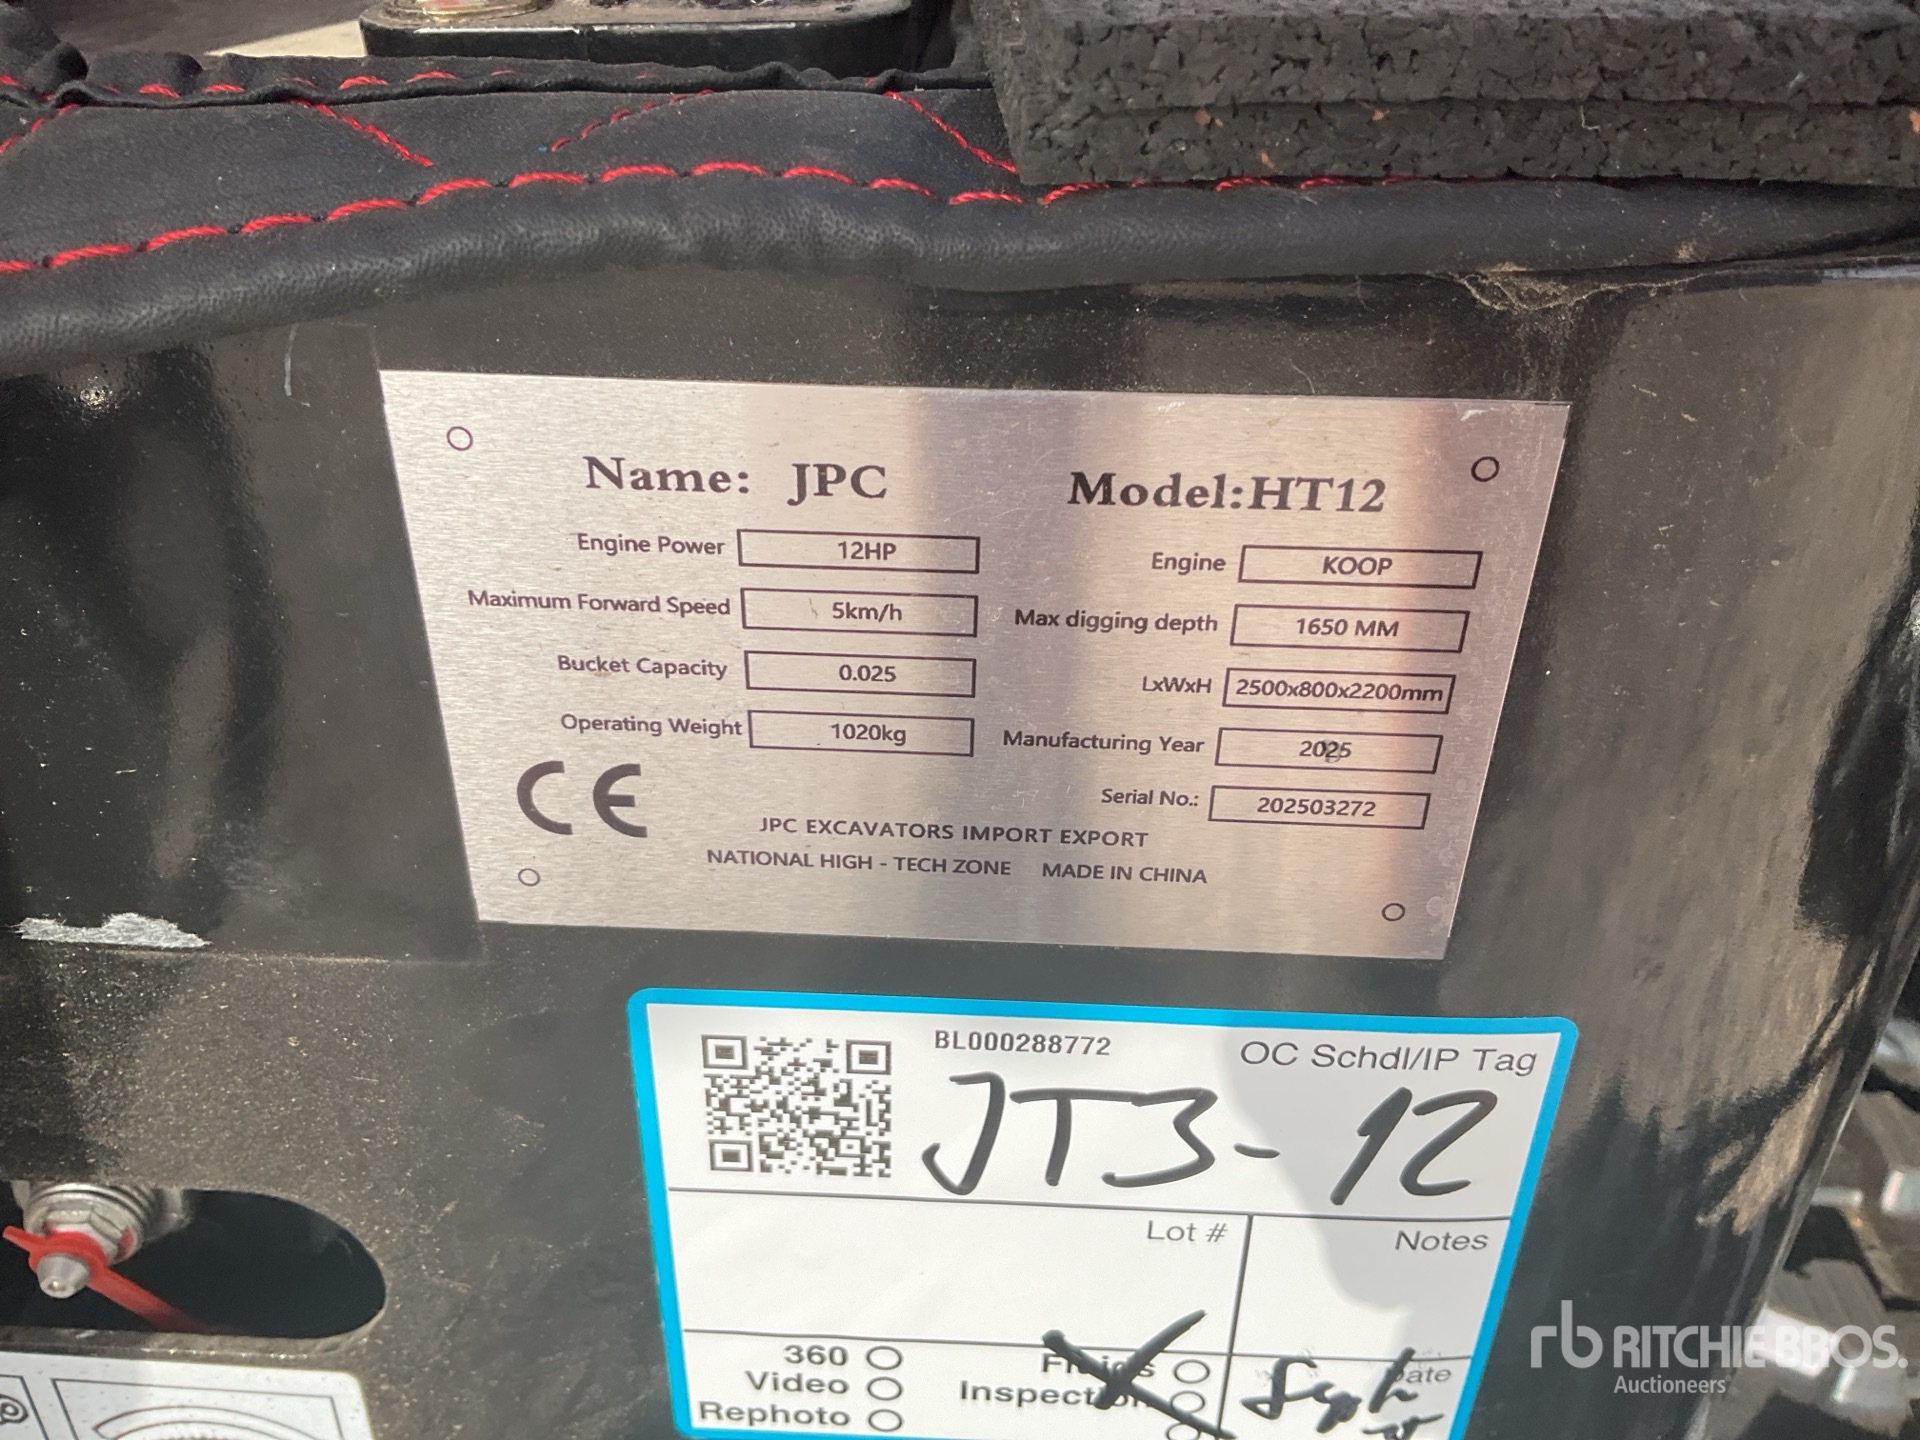 Name: JPC Model:HT12
Engine Power 12HP Engine KOOP
Maximum Forward Speed 5km/h Max digging depth 1650 MM
Bucket Capacity 0.025 LxWxH 2500x800x2200mm
Operating Weight 1020kg Manufacturing Year 2025
Serial No.: 202503272
CE
JPC EXCAVATORS IMPORT EXPORT
NATIONAL HIGH - TECH ZONE MADE IN CHINA
BL000288772 OC Schdl/IP Tag
JT3-12
Lot # Notes
360 Fluids
Video Inspection
Rephoto
rb RITCHIE BROS.
Auctioneers